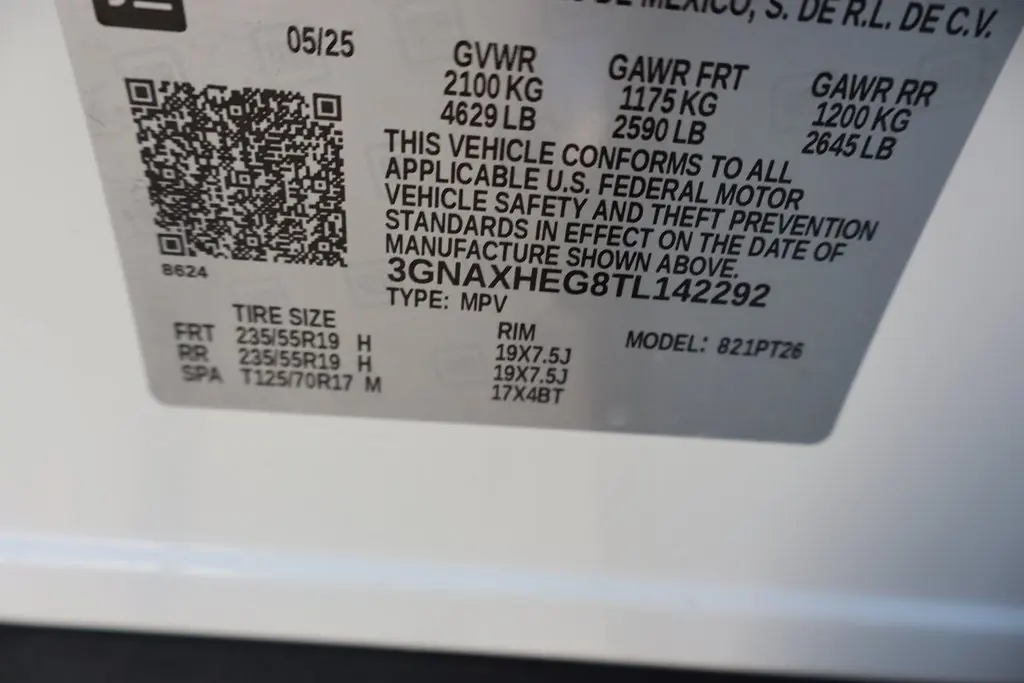 DE MEXICO, S. DE R.L. DE C.V.
05/25
GVWR
2100 KG
4629 LB
GAWR FRT
1175 KG
2590 LB
GAWR RR
1200 KG
2645 LB
THIS VEHICLE CONFORMS TO ALL
APPLICABLE U.S. FEDERAL MOTOR
VEHICLE SAFETY AND THEFT PREVENTION
STANDARDS IN EFFECT ON THE DATE OF
MANUFACTURE SHOWN ABOVE.
3GNAXHEG8TL142292
TYPE: MPV
B624
TIRE SIZE RIM
FRT 235/55R19 H 19X7.5J
RR 235/55R19 H 19X7.5J
SPA T125/70R17 M 17X4BT
MODEL: 821PT26